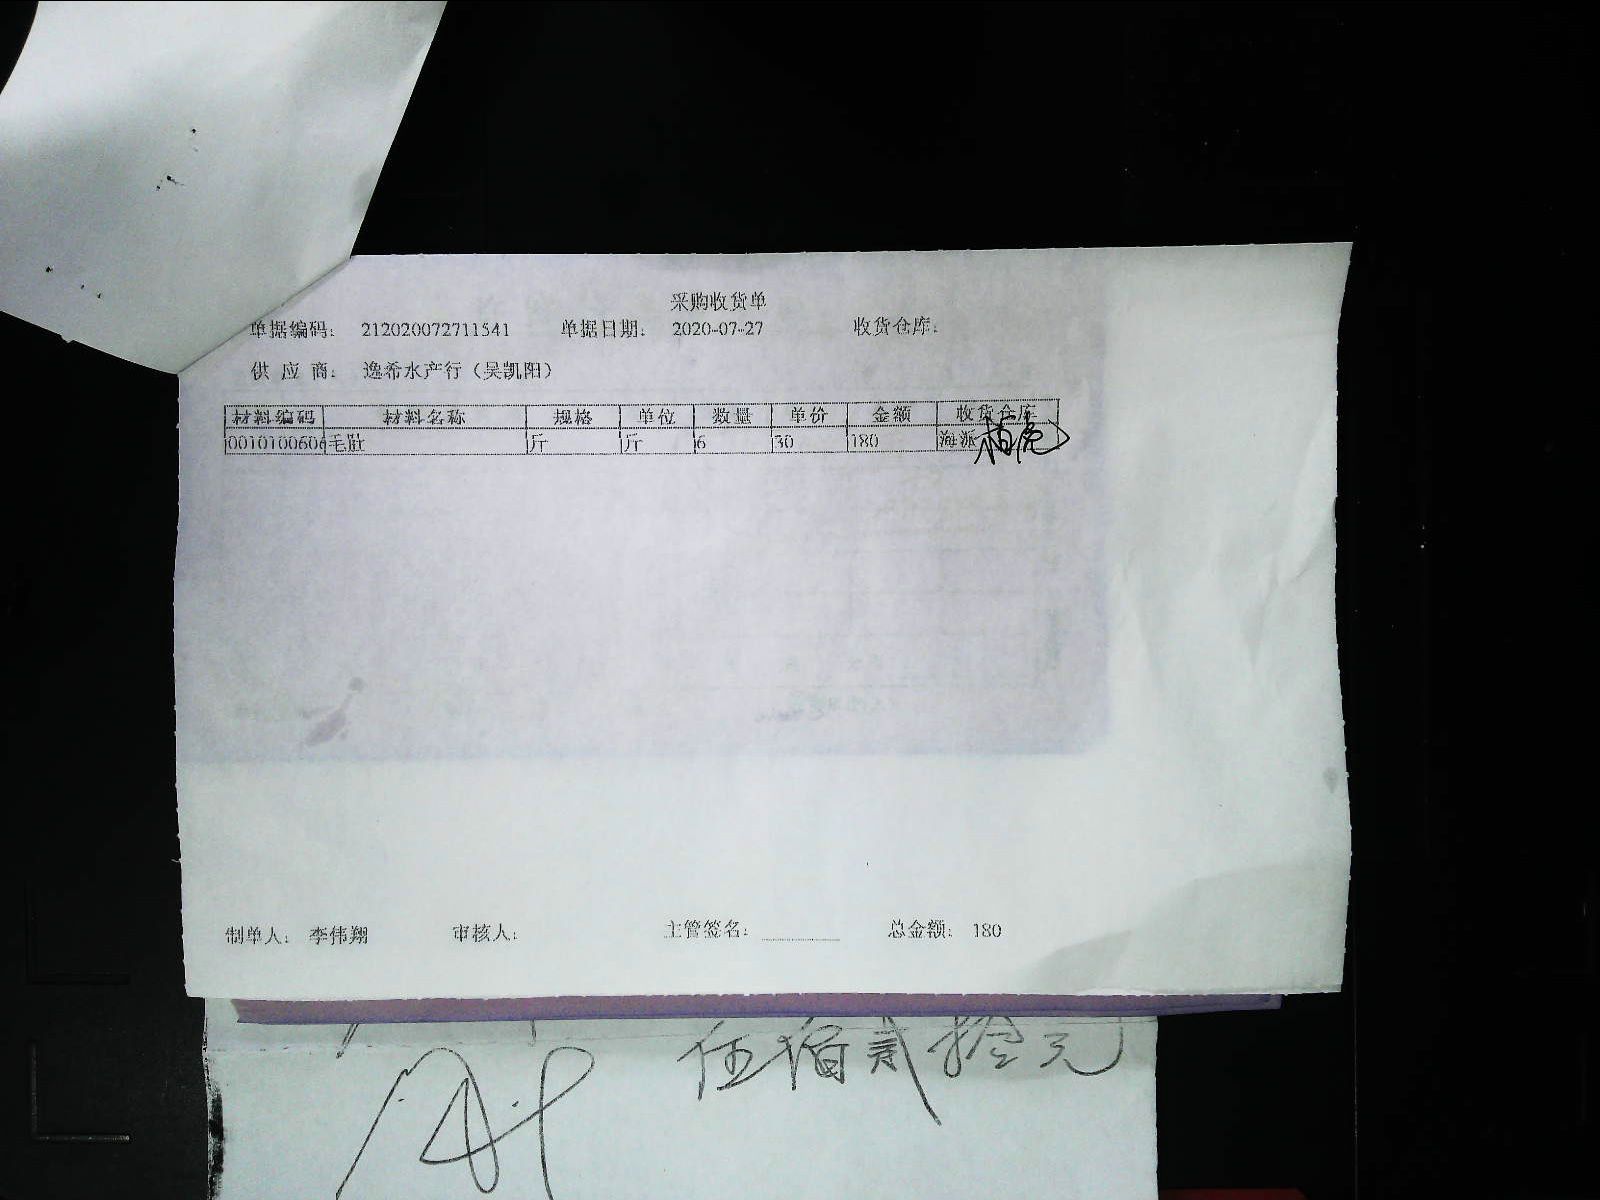 采购收货单
单据编码： 212020072711541 单据日期： 2020-07-27 收货仓库：
供 应 商： 逸希水产行（吴凯阳）
材料编码 材料名称 规格 单位 数量 单价 金额 收货仓库
0010100606 毛肚 斤 斤 6 30 180 海派
制单人： 李伟翔 审核人： 主管签名： 总金额： 180
伍佰贰拾元